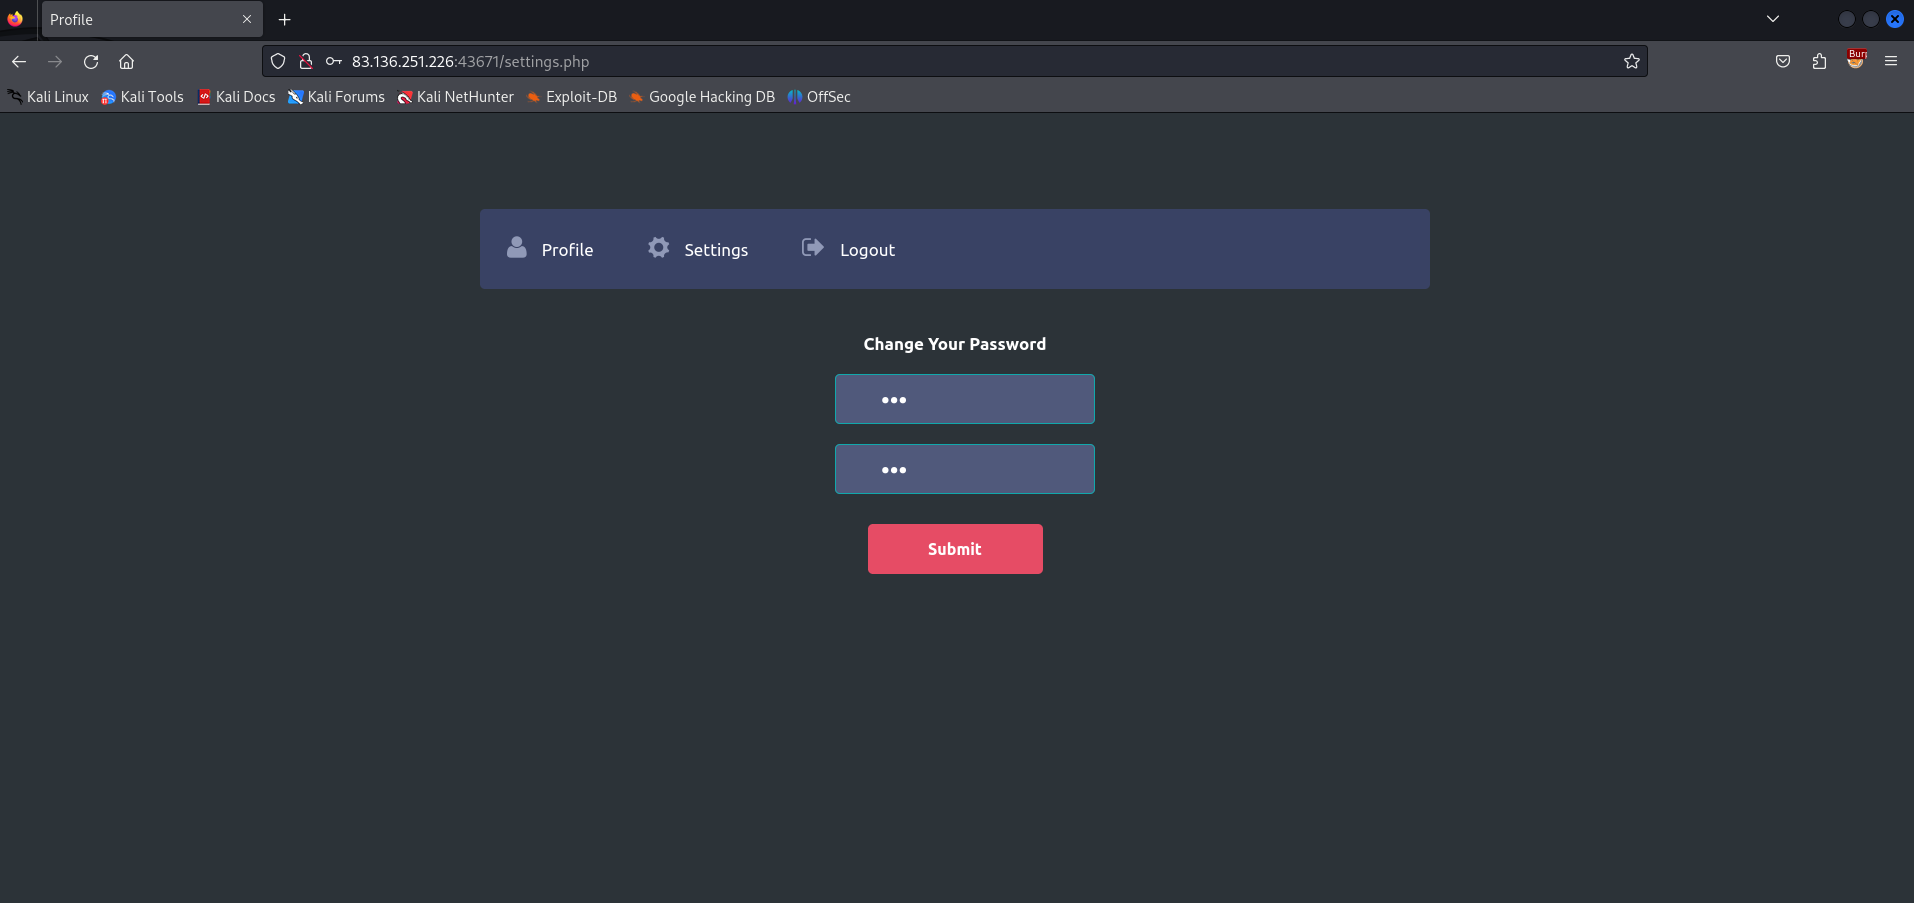 Profile
83.136.251.226:43671/settings.php
Kali Linux Kali Tools Kali Docs Kali Forums Kali NetHunter Exploit-DB Google Hacking DB OffSec
Profile Settings Logout
Change Your Password
•••
•••
Submit